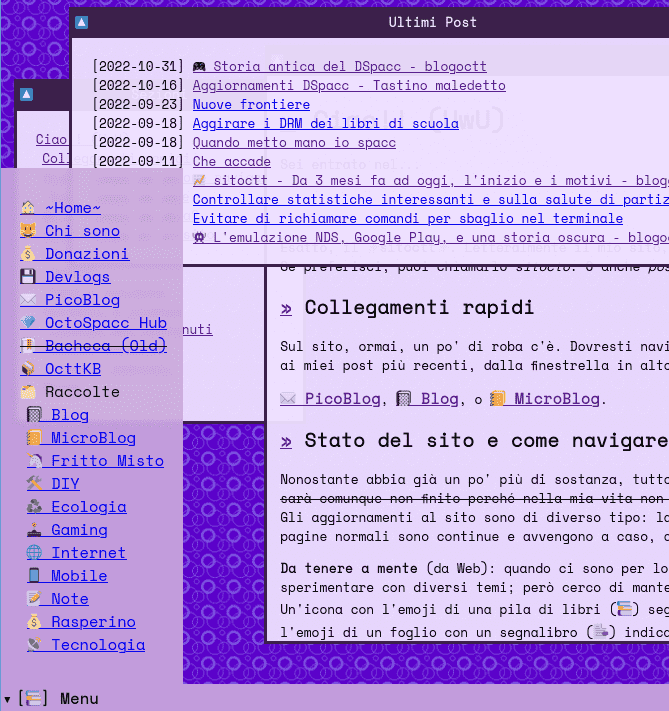 Ultimi Post
[2022-10-31] Storia antica del DSpacc - blogoctt
[2022-10-16] Aggiornamenti DSpacc - Tastino maledetto
[2022-09-23] Nuove frontiere
[2022-09-18] Aggirare i DRM dei libri di scuola
[2022-09-18] Quando metto mano io spacc
[2022-09-11] Che accade
sitoctt - Da 3 mesi fa ad oggi, l'inizio e i motivi - blogo
Controllare statistiche interessanti e sulla salute di partiz
Evitare di richiamare comandi per sbaglio nel terminale
L'emulazione NDS, Google Play, e una storia oscura - blogo
Ciao
Colle
nuti
~Home~
Chi sono
Donazioni
Devlogs
PicoBlog
OctoSpacc Hub
Bacheca (Old)
OcttKB
Raccolte
Blog
MicroBlog
Fritto Misto
DIY
Ecologia
Gaming
Internet
Mobile
Note
Rasperino
Tecnologia
▾ [ ] Menu
Se preferisci, puoi chiamarlo sitoctt. O anche pos
» Collegamenti rapidi
Sul sito, ormai, un po' di roba c'è. Dovresti navi
ai miei post più recenti, dalla finestrella in alto
PicoBlog, Blog, o MicroBlog.
» Stato del sito e come navigare
Nonostante abbia già un po' più di sostanza, tutto
sarà comunque non finito perché nella mia vita non
Gli aggiornamenti al sito sono di diverso tipo: la
pagine normali sono continue e avvengono a caso,
Da tenere a mente (da Web): quando ci sono per lo
sperimentare con diversi temi; però cerco di mante
Un'icona con l'emoji di una pila di libri ( ) seg
l'emoji di un foglio con un segnalibro ( ) indica